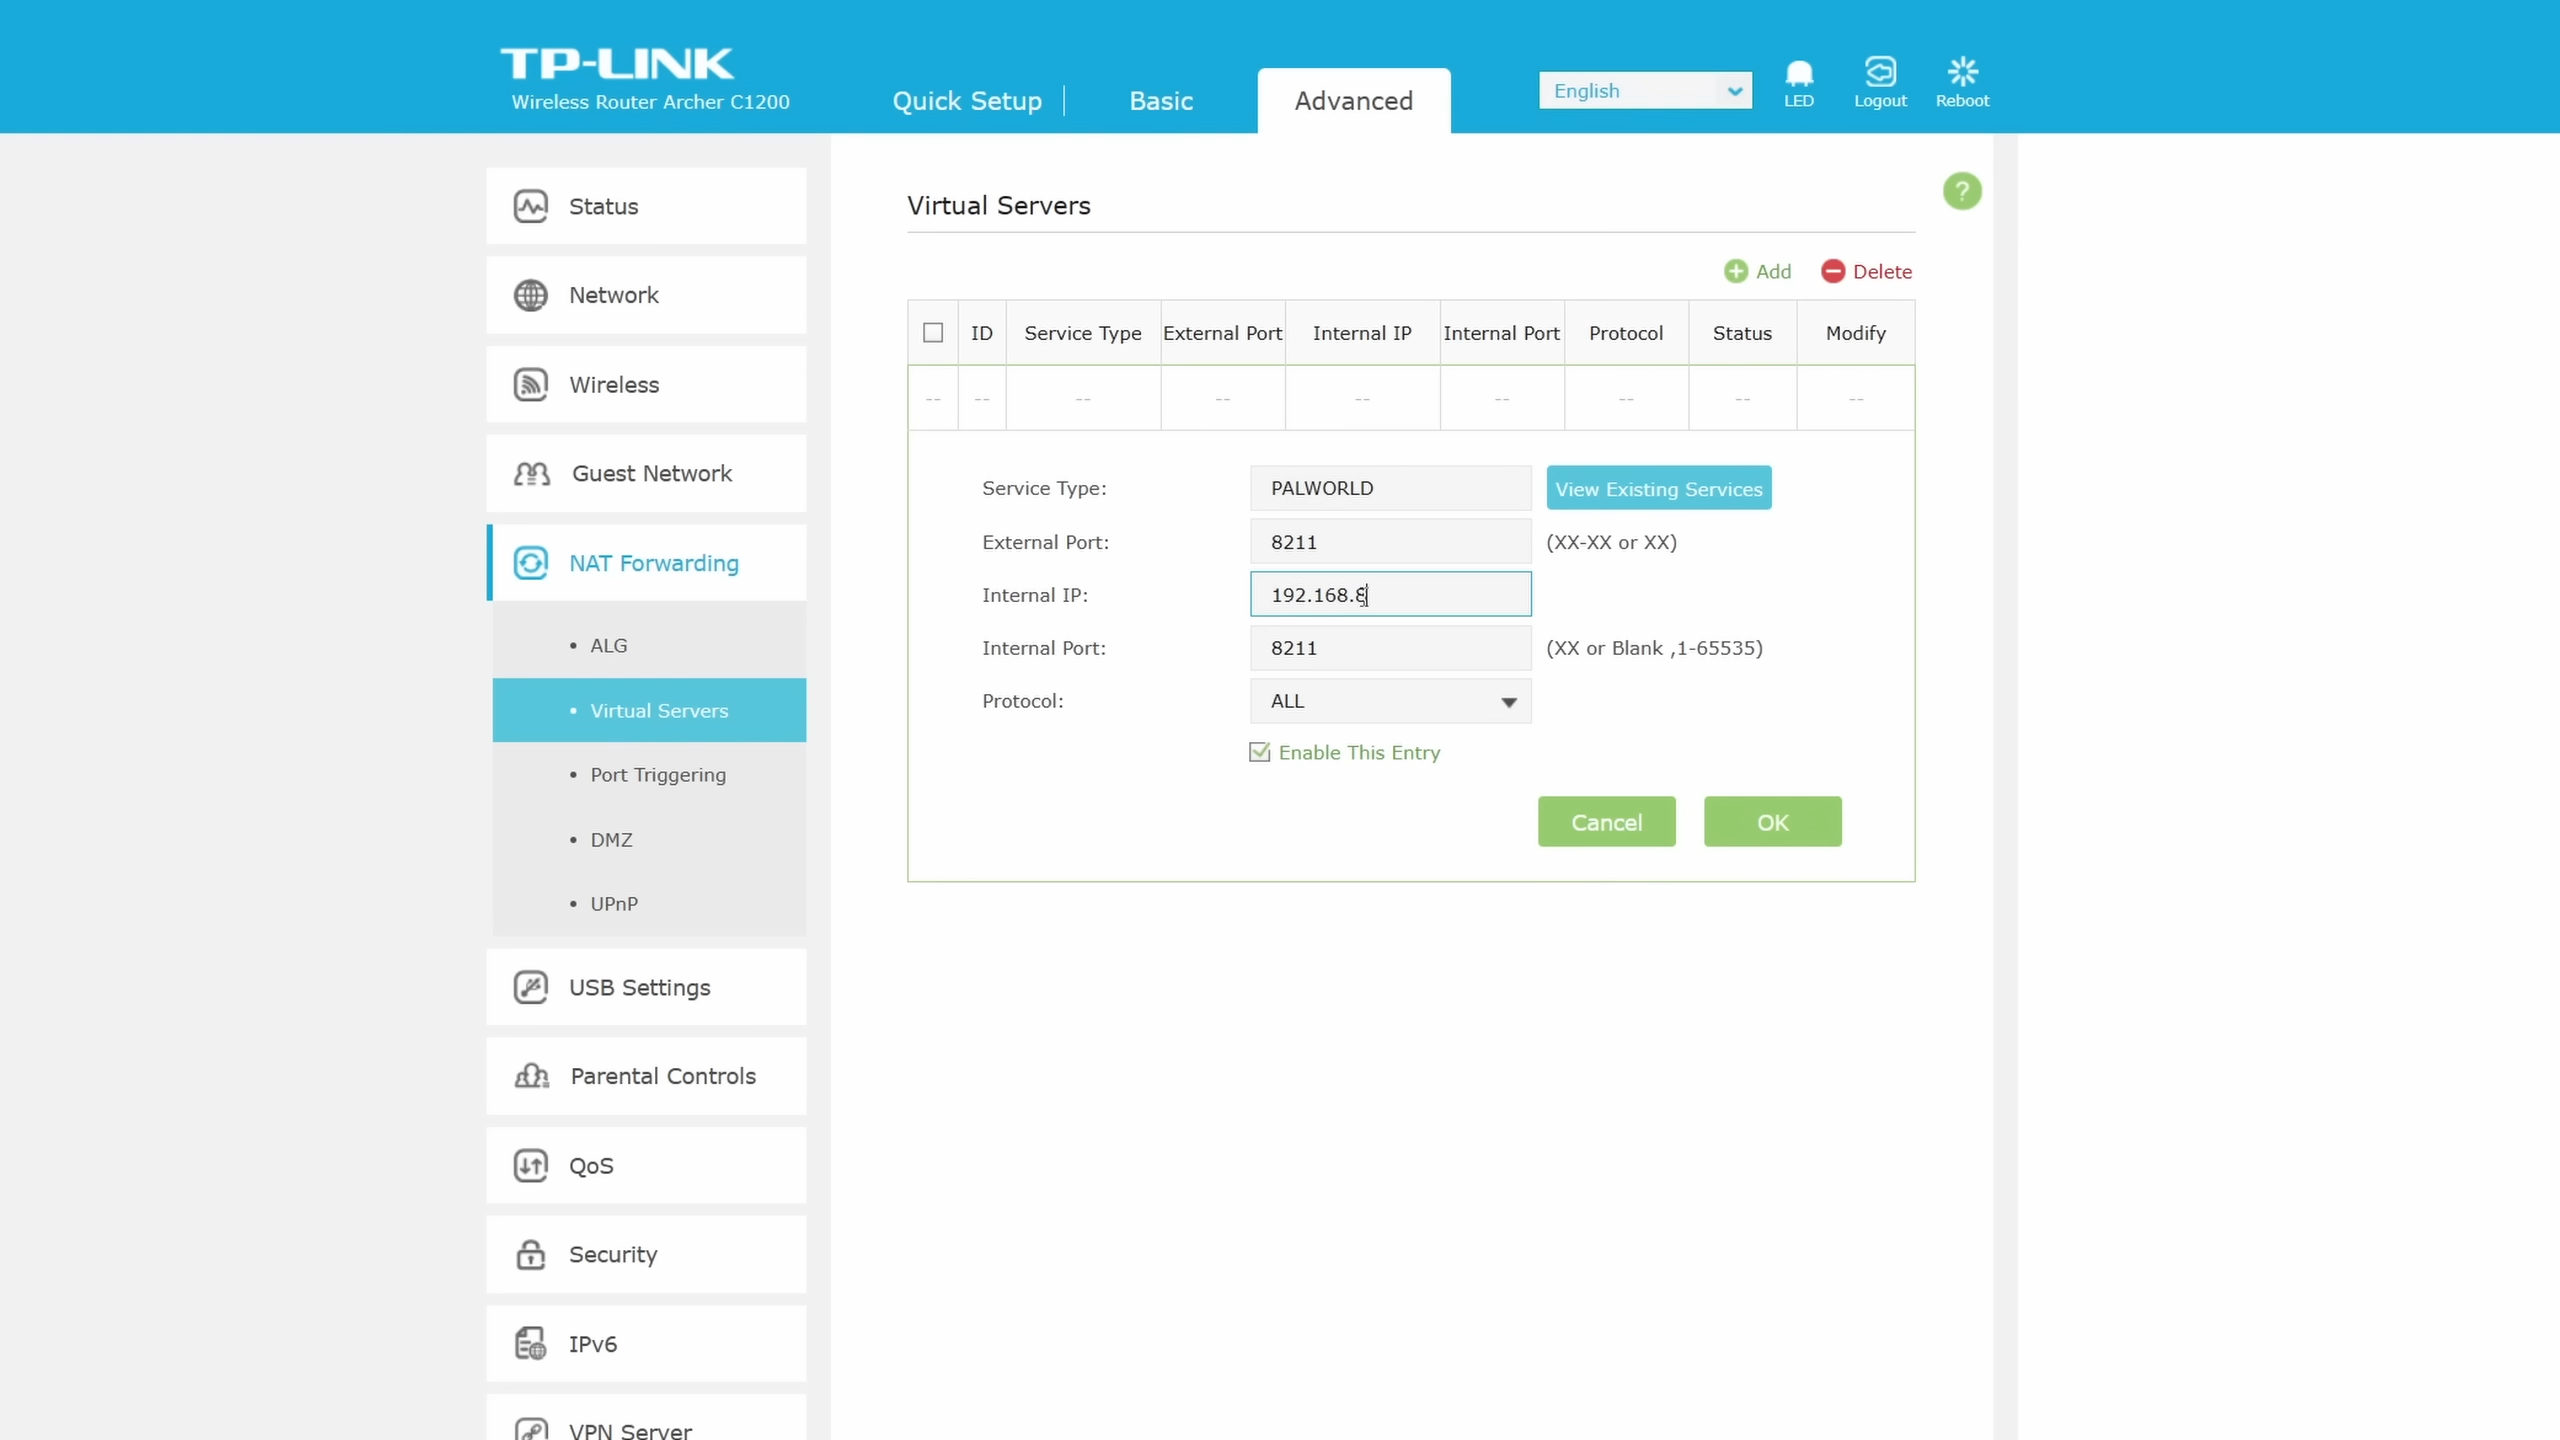 TP-LINK
Wireless Router Archer C1200
Quick Setup
Basic
Advanced
English
LED
Logout
Reboot
Status
Network
Wireless
Guest Network
NAT Forwarding
• ALG
• Virtual Servers
• Port Triggering
• DMZ
• UPnP
USB Settings
Parental Controls
QoS
Security
IPv6
VPN Server
Virtual Servers
?
Add
Delete
ID Service Type External Port Internal IP Internal Port Protocol Status Modify
-- -- -- -- -- -- -- -- --
Service Type: PALWORLD View Existing Services
External Port: 8211 (XX-XX or XX)
Internal IP: 192.168.8
Internal Port: 8211 (XX or Blank ,1-65535)
Protocol: ALL
Enable This Entry
Cancel OK